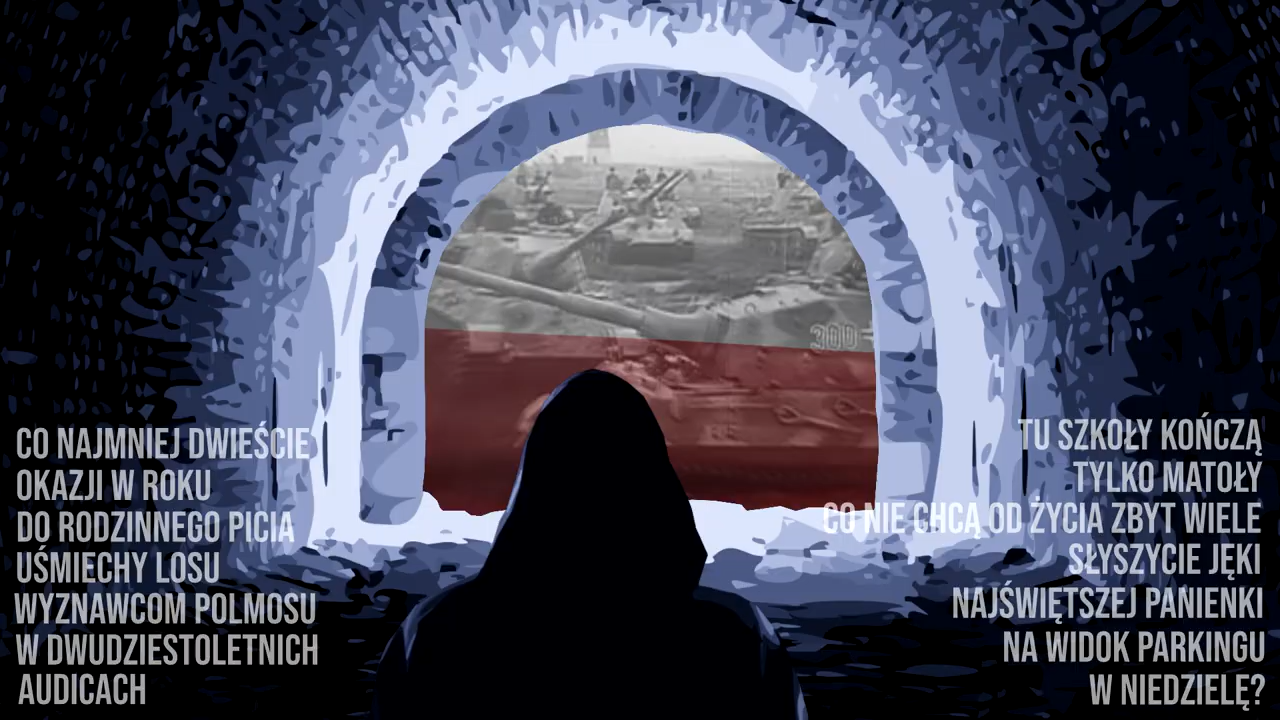 CO NAJMNIEJ DWIEŚCIE
OKAZJI W ROKU
DO RODZINNEGO PICIA
UŚMIECHY LOSU
WYZNAWCOM POLMOSU
W DWUDZIESTOLETNICH
AUDICACH
TU SZKOŁY KOŃCZĄ
TYLKO MATOŁY
CO NIE CHCĄ OD ŻYCIA ZBYT WIELE
SŁYSZYCIE JĘKI
NAJŚWIĘTSZEJ PANIENKI
NA WIDOK PARKINGU
W NIEDZIELĘ?
300